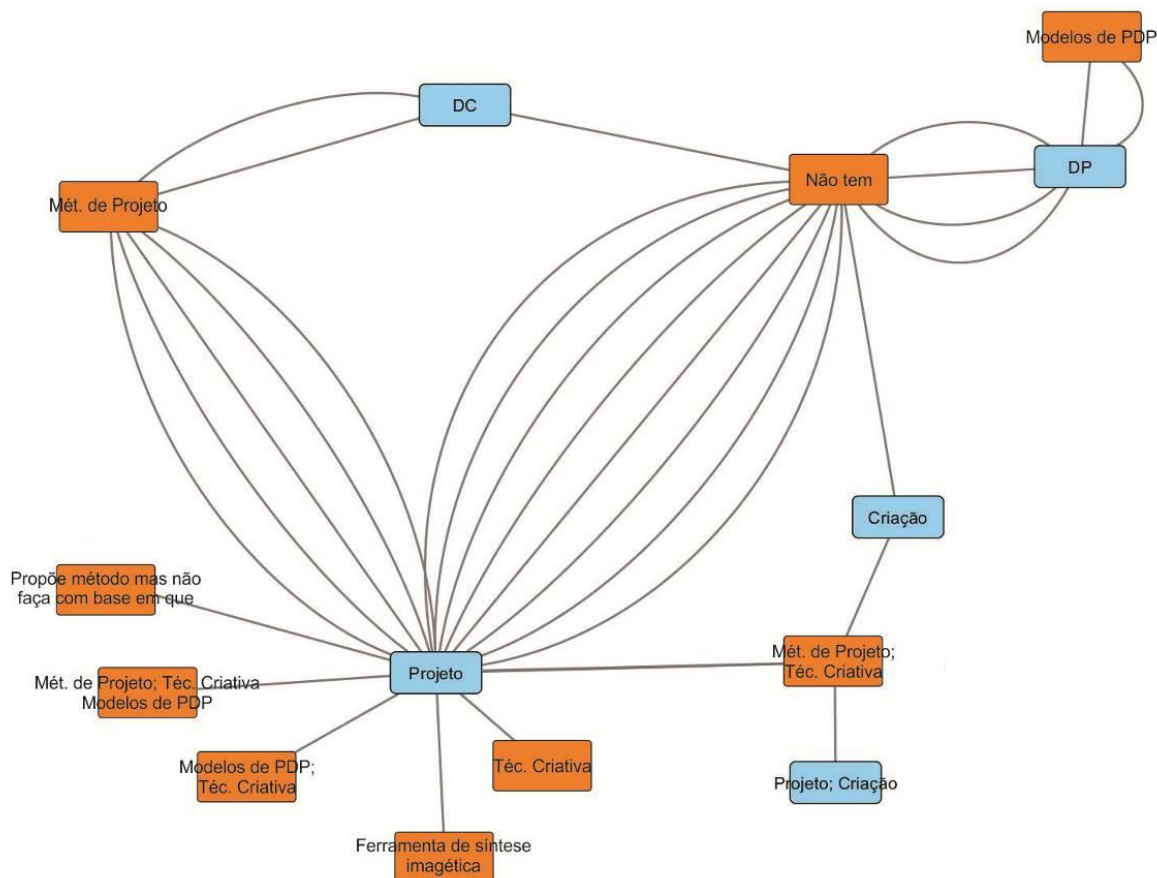 Modelos de PDP
DC
DP
Não tem
Mét. de Projeto
Criação
Propõe método mas não
faça com base em que
Mét. de Projeto;
Téc. Criativa
Projeto
Mét. de Projeto; Téc. Criativa
Modelos de PDP
Modelos de PDP;
Téc. Criativa
Téc. Criativa
Projeto; Criação
Ferramenta de síntese
imagética